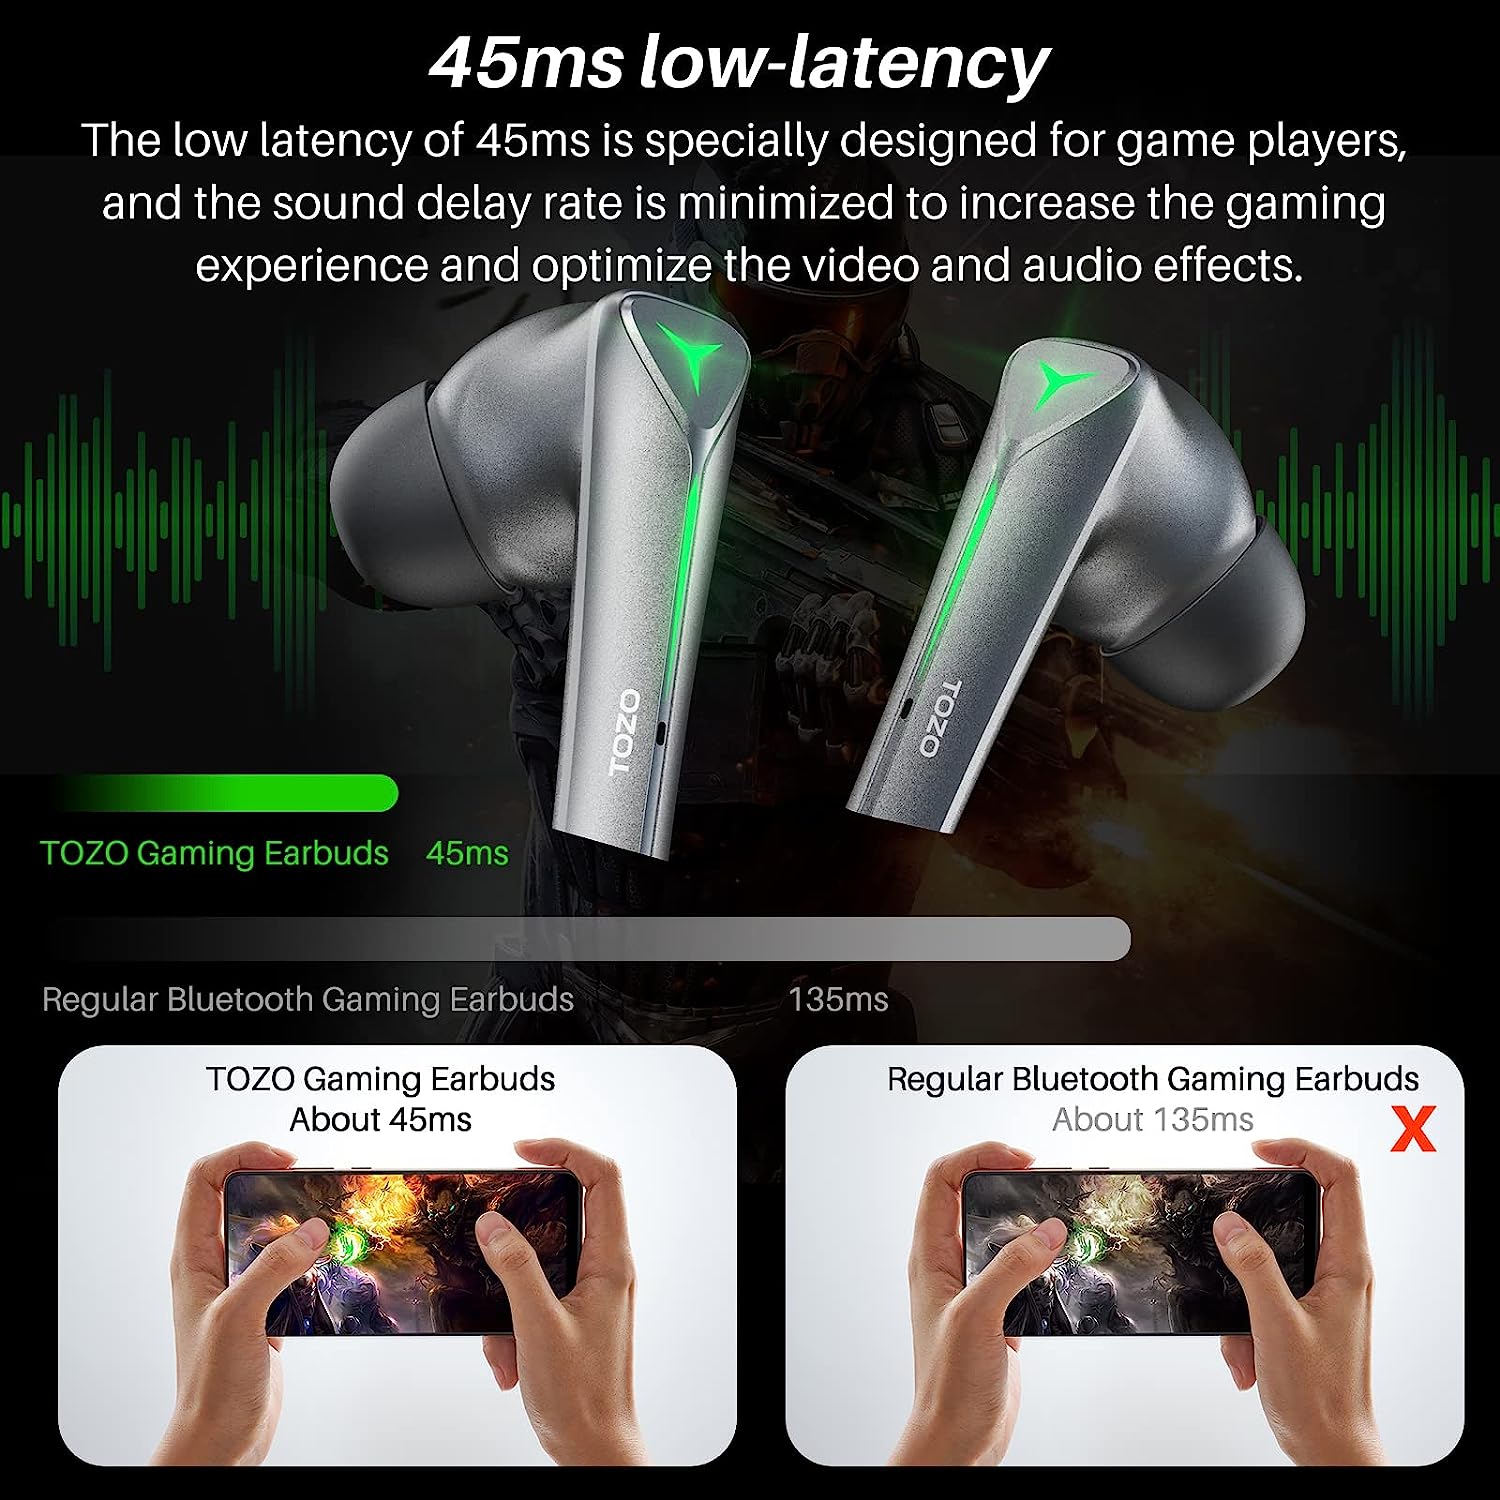 45ms low-latency
The low latency of 45ms is specially designed for game players,
and the sound delay rate is minimized to increase the gaming
experience and optimize the video and audio effects.
TOZO
TOZO
TOZO Gaming Earbuds 45ms
Regular Bluetooth Gaming Earbuds 135ms
TOZO Gaming Earbuds
About 45ms
Regular Bluetooth Gaming Earbuds
About 135ms
X